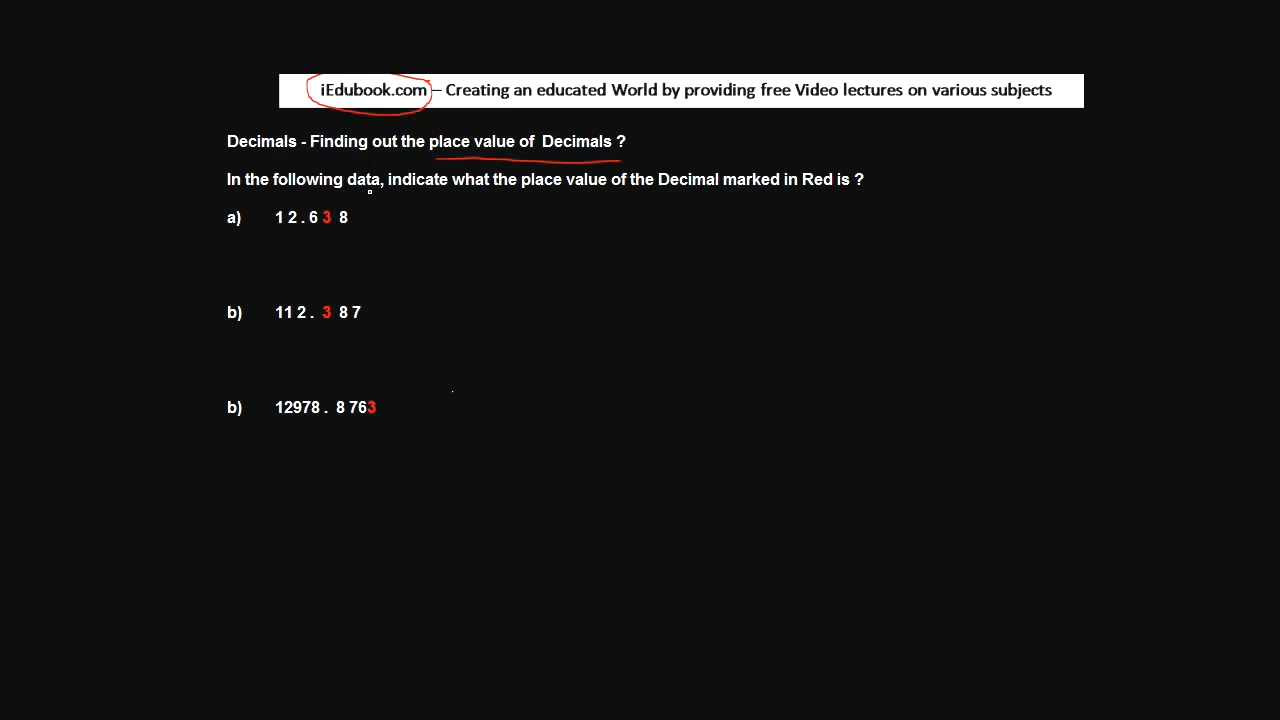 iEdubook.com – Creating an educated World by providing free Video lectures on various subjects
Decimals - Finding out the place value of Decimals ?
In the following data, indicate what the place value of the Decimal marked in Red is ?
a) 1 2 . 6 3 8
b) 11 2 . 3 8 7
b) 12978 . 8 763